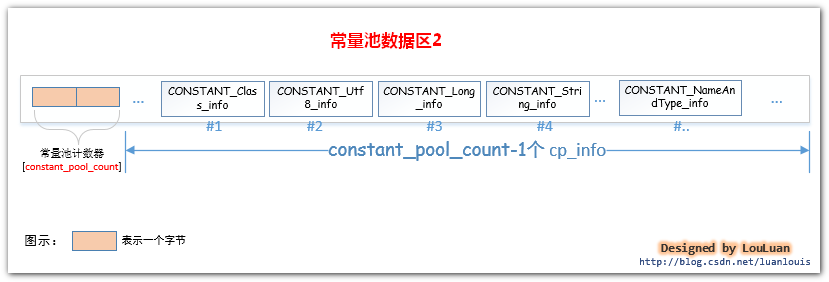 常量池数据区2
... CONSTANT_Clas CONSTANT_Utf CONSTANT_Long CONSTANT_Stri ... CONSTANT_NameAn ...
s_info 8_info _info ng_info dType_info
#1 #2 #3 #4 #..
常量池计数器
[constant_pool_count]
constant_pool_count-1个 cp_info
图示： 表示一个字节
Designed by LouLuan
http://blog.csdn.net/luanlouis